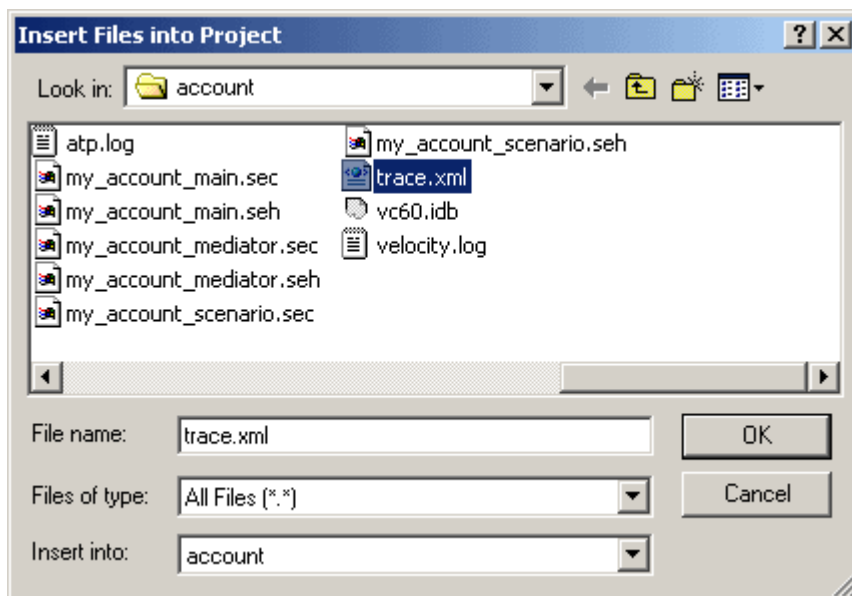 Insert Files into Project
Look in: account
atp.log
my_account_main.sec
my_account_main.seh
my_account_mediator.sec
my_account_mediator.seh
my_account_scenario.sec
my_account_scenario.seh
trace.xml
vc60.idb
velocity.log
File name: trace.xml OK
Files of type: All Files (*.*) Cancel
Insert into: account